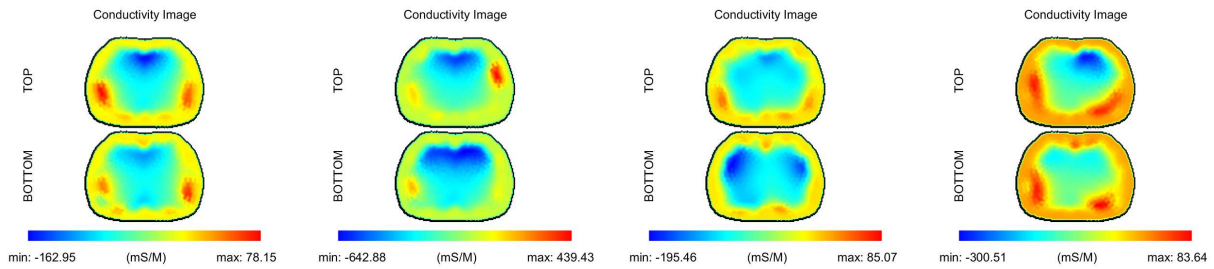 Conductivity Image
TOP
BOTTOM
min: -162.95 (mS/M) max: 78.15
Conductivity Image
TOP
BOTTOM
min: -642.88 (mS/M) max: 439.43
Conductivity Image
TOP
BOTTOM
min: -195.46 (mS/M) max: 85.07
Conductivity Image
TOP
BOTTOM
min: -300.51 (mS/M) max: 83.64